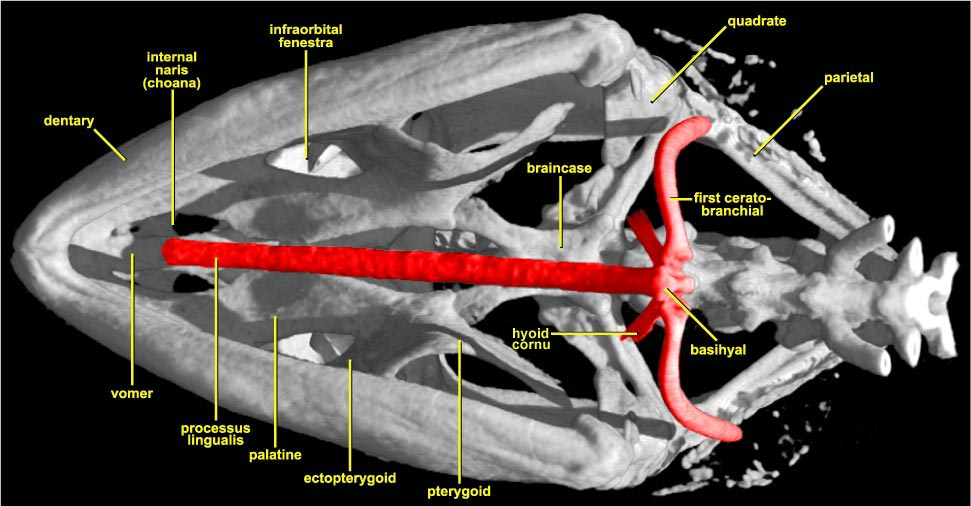 quadrate
infraorbital
fenestra
internal
naris
(choana)
parietal
dentary
braincase
first cerato-
branchial
hyoid
cornu
basihyal
vomer
processus
lingualis
palatine
ectopterygoid
pterygoid